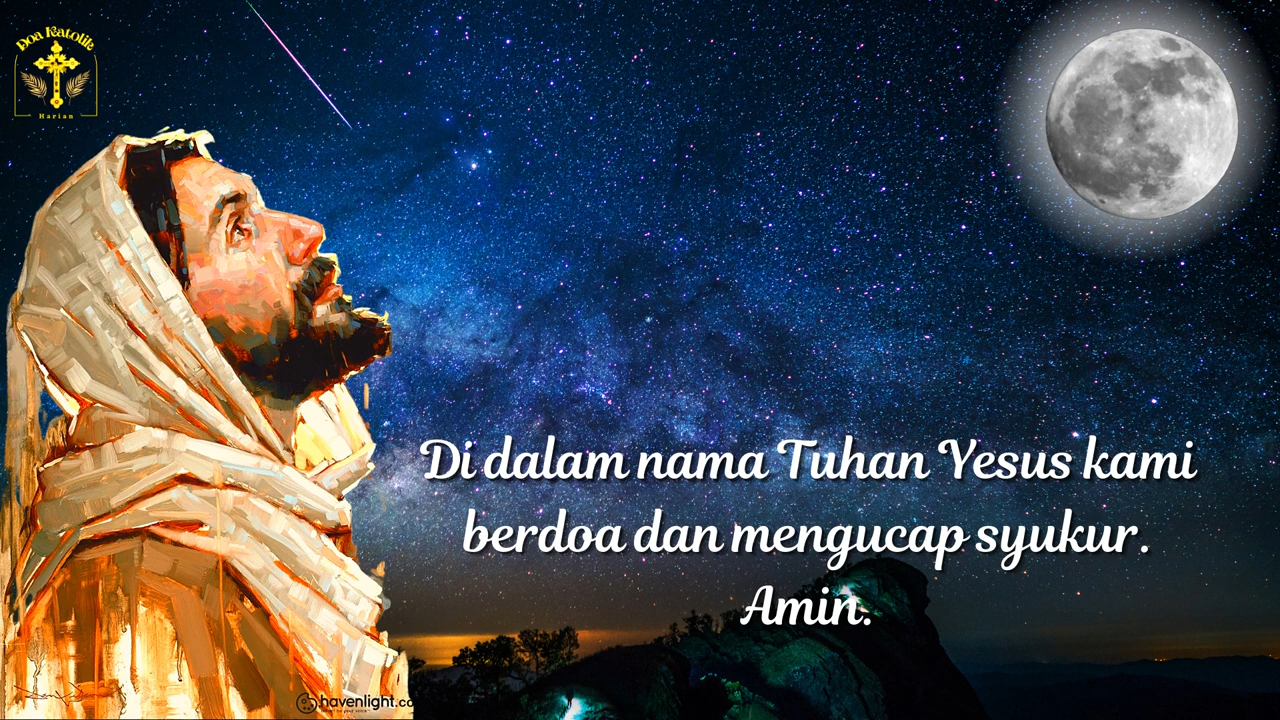 Doa Katolik
Harian
Di dalam nama Tuhan Yesus kami
berdoa dan mengucap syukur.
Amin.
havenlight.co